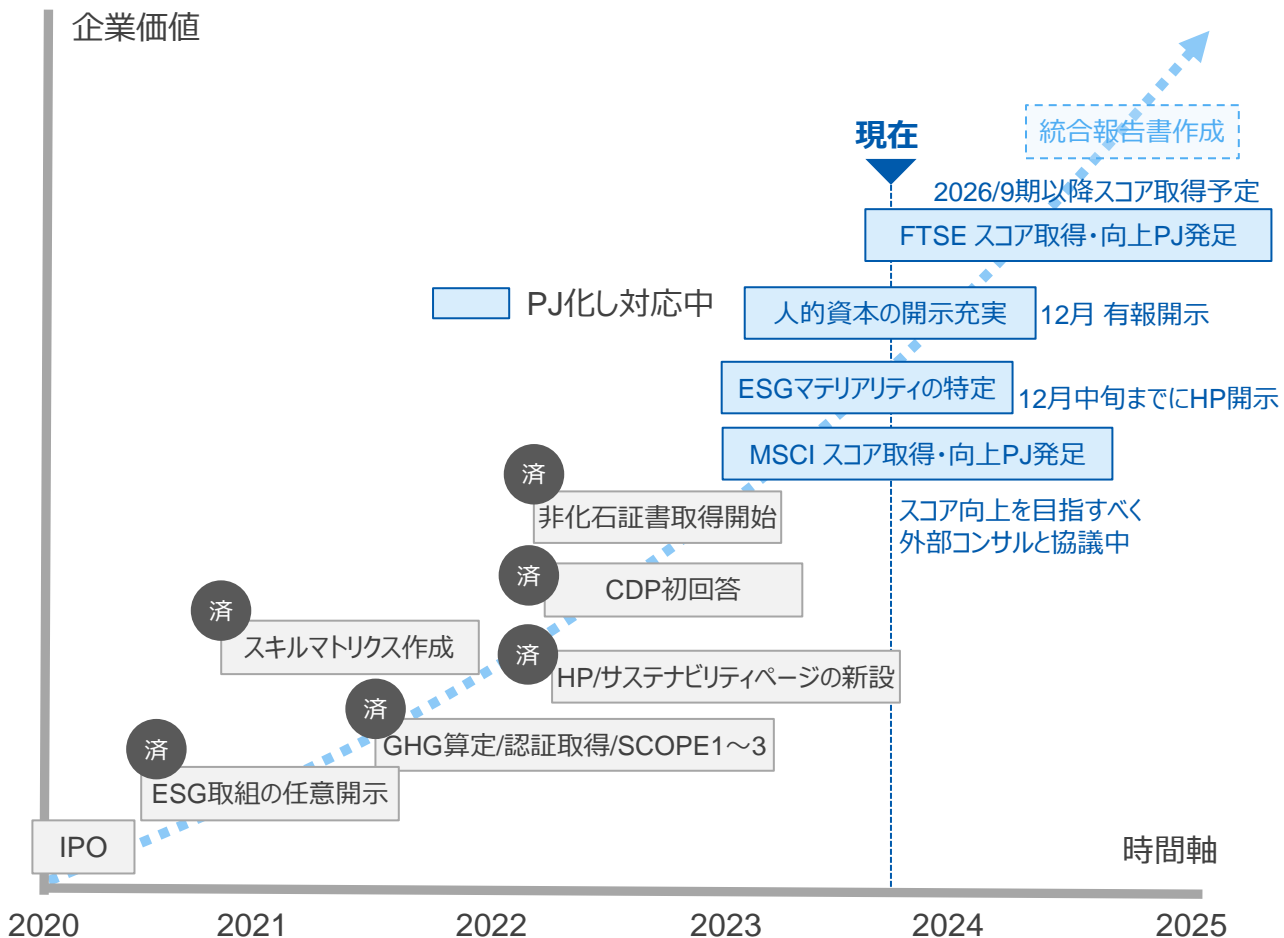 企業価値
統合報告書作成
現在
2026/9期以降スコア取得予定
FTSE スコア取得・向上PJ発足
PJ化し対応中
人的資本の開示充実
12月 有報開示
ESGマテリアリティの特定
12月中旬までにHP開示
MSCI スコア取得・向上PJ発足
済
非化石証書取得開始
スコア向上を目指すべく
外部コンサルと協議中
済
CDP初回答
済
スキルマトリクス作成
済
HP/サステナビリティページの新設
済
GHG算定/認証取得/SCOPE1～3
済
ESG取組の任意開示
IPO
時間軸
2020
2021
2022
2023
2024
2025